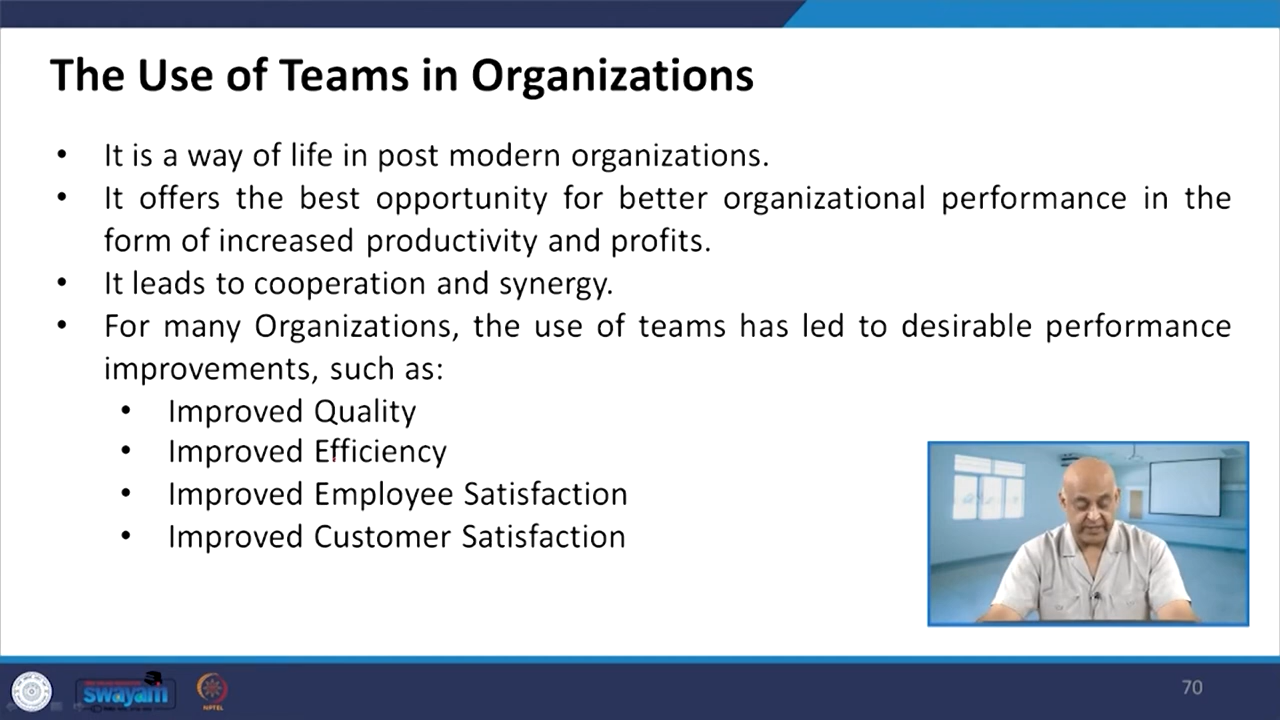 The Use of Teams in Organizations
• It is a way of life in post modern organizations.
• It offers the best opportunity for better organizational performance in the
form of increased productivity and profits.
• It leads to cooperation and synergy.
• For many Organizations, the use of teams has led to desirable performance
improvements, such as:
• Improved Quality
• Improved Efficiency
• Improved Employee Satisfaction
• Improved Customer Satisfaction
swayam
NPTEL
70